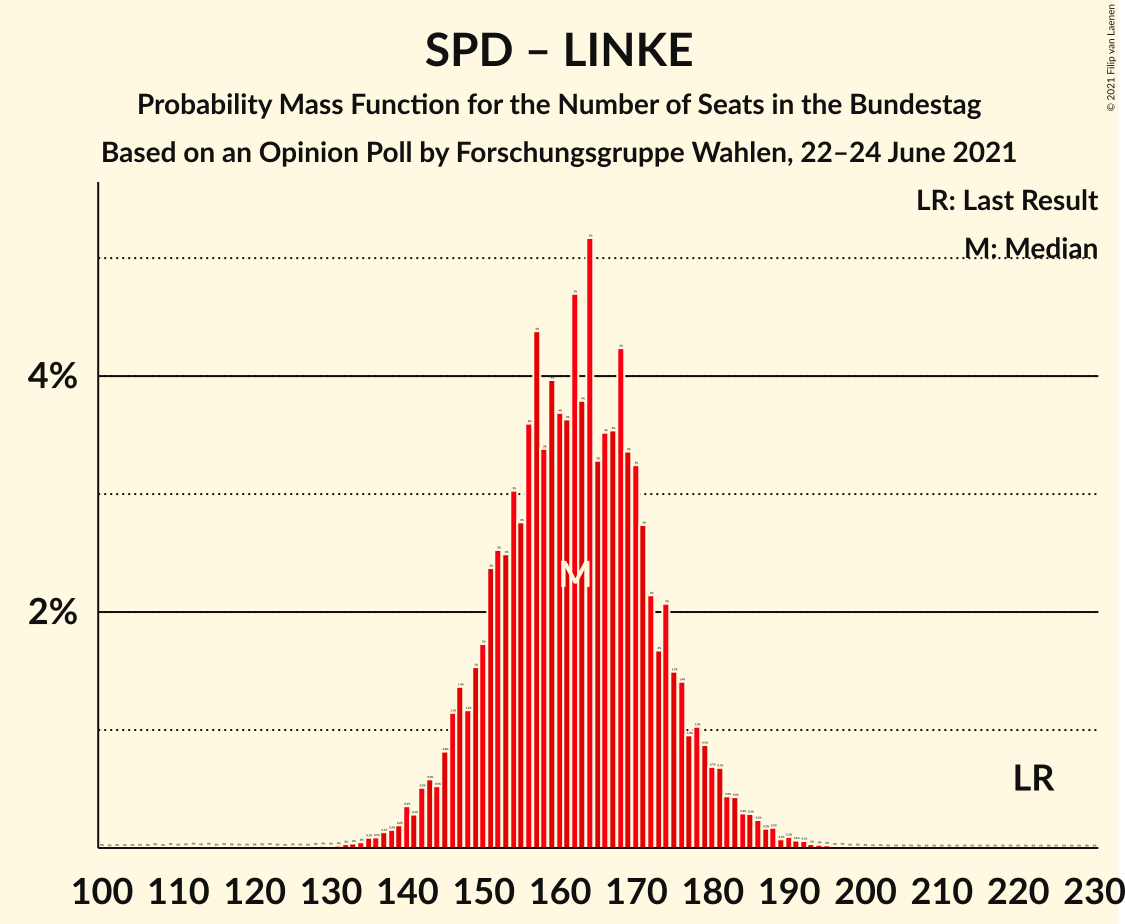 SPD – LINKE
Probability Mass Function for the Number of Seats in the Bundestag
Based on an Opinion Poll by Forschungsgruppe Wahlen, 22–24 June 2021
© 2021 Filip van Laenen
LR: Last Result
M: Median
4%
2%
M
LR
100 110 120 130 140 150 160 170 180 190 200 210 220 230